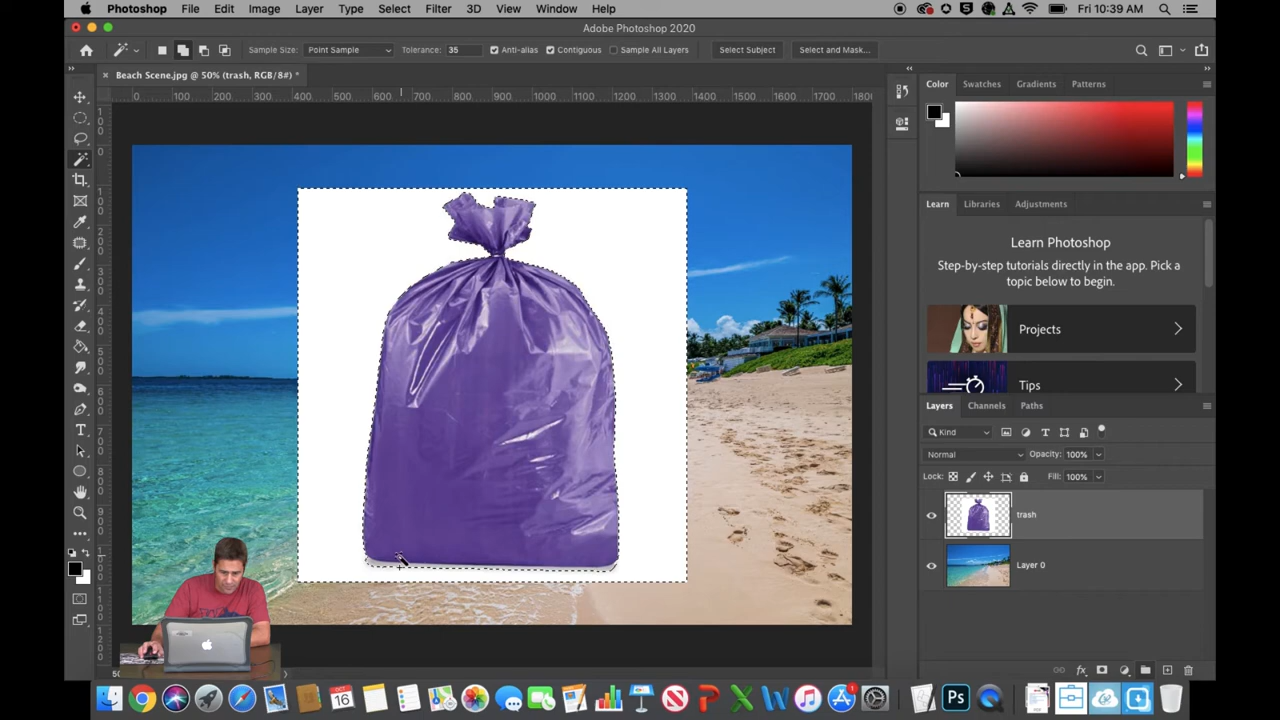 Photoshop File Edit Image Layer Type Select Filter 3D View Window Help Fri 10:39 AM
Adobe Photoshop 2020
Sample Size: Point Sample Tolerance: 35 Anti-alias Contiguous Sample All Layers Select Subject Select and Mask...
Beach Scene.jpg @ 50% (trash, RGB/8#) *
0 100 200 300 400 500 600 700 800 900 1000 1100 1200 1300 1400 1500 1600 1700 1800
Color Swatches Gradients Patterns
Learn Libraries Adjustments
Learn Photoshop
Step-by-step tutorials directly in the app. Pick a
topic below to begin.
Projects
Tips
Layers Channels Paths
Kind
Normal Opacity: 100%
Lock: Fill: 100%
trash
Layer 0
OCT
16
Ps